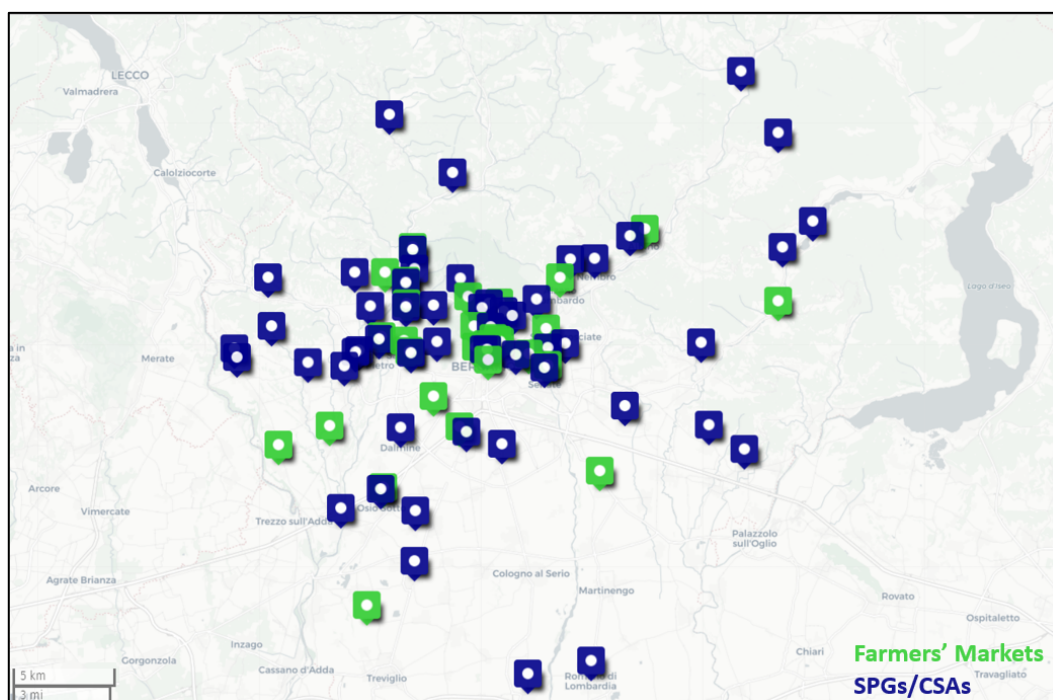 LECCO
Valmadrera
Calolziocorte
Lago d'Iseo
Merate
Dalmine
Arcore
Vimercate
Trezzo sull'Adda
Palazzolo
sull'Oglio
Agrate Brianza
Cologno al Serio
Martinengo
Rovato
Ospitaletto
Inzago
Gorgonzola
Cassano d'Adda
Treviglio
Chiari
Travagliato
Lombardia
5 km
3 mi
Farmers' Markets
SPGs/CSAs